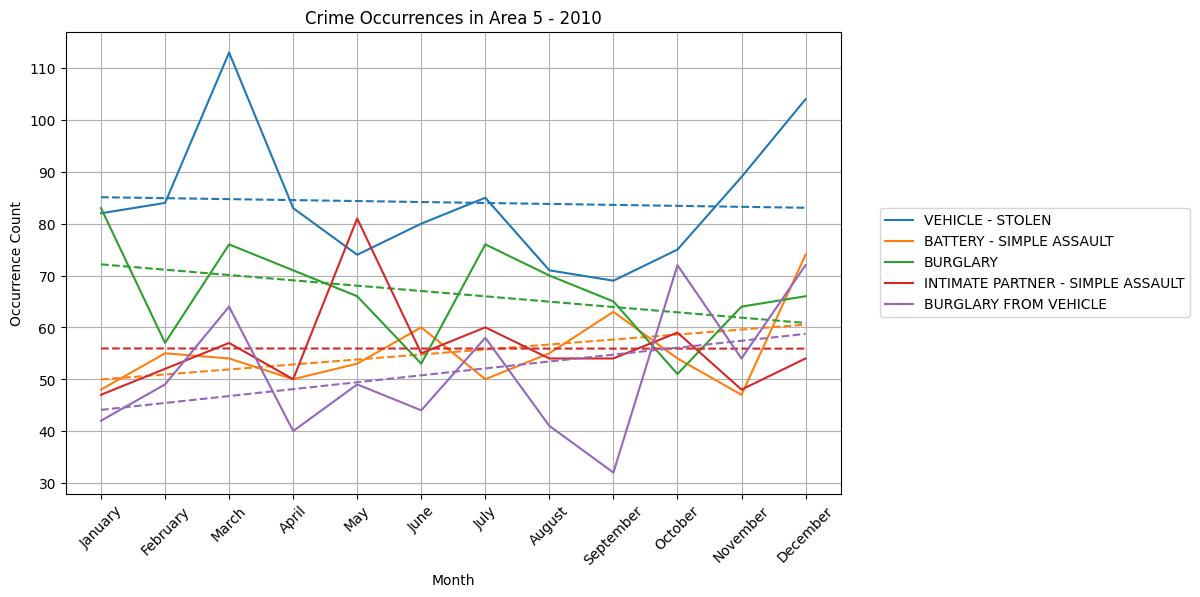 Crime Occurrences in Area 5 - 2010
Occurrence Count
110
100
90
80
70
60
50
40
30
January
February
March
April
May
June
July
August
September
October
November
December
Month
VEHICLE - STOLEN
BATTERY - SIMPLE ASSAULT
BURGLARY
INTIMATE PARTNER - SIMPLE ASSAULT
BURGLARY FROM VEHICLE